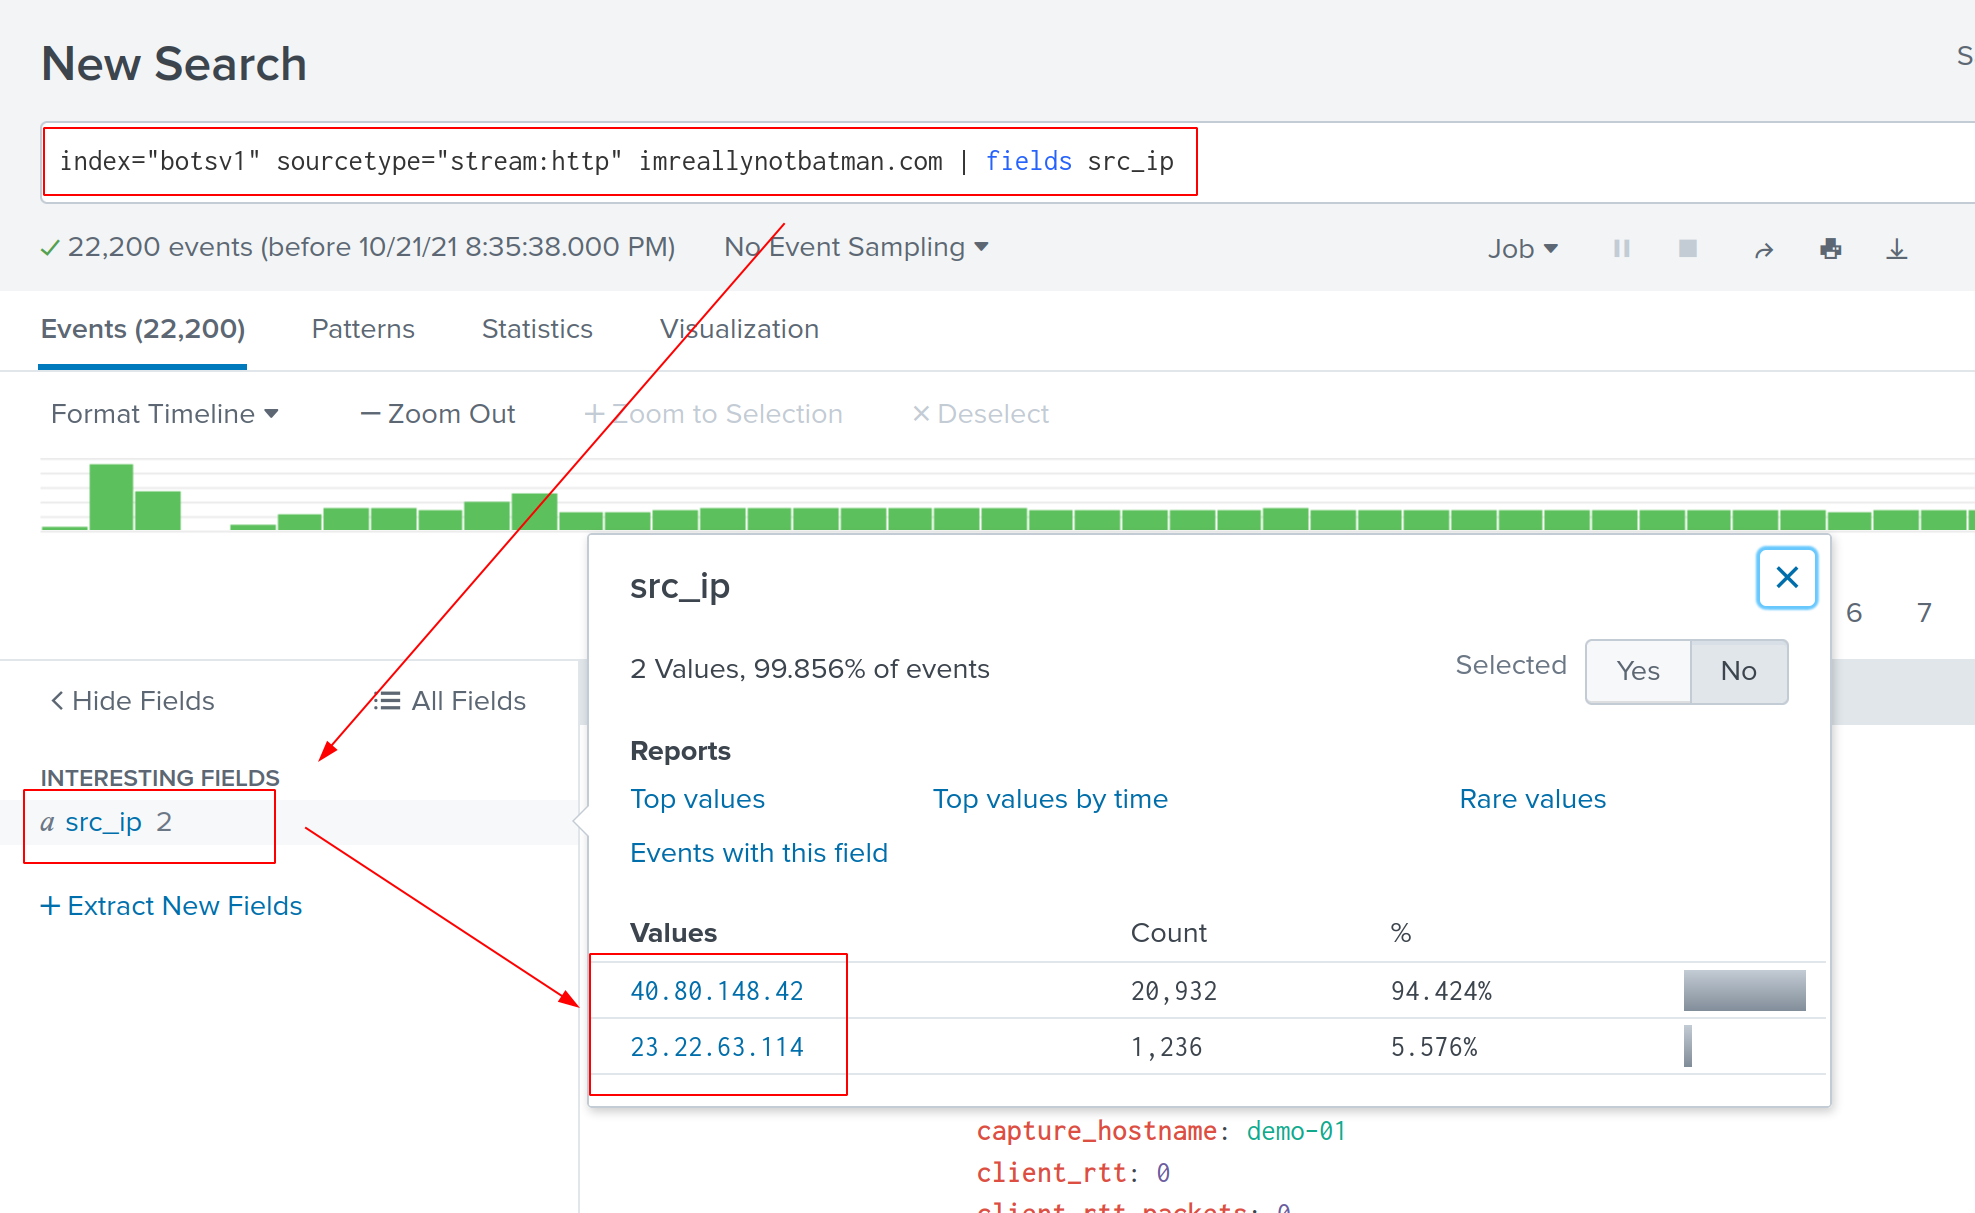 New Search
S
index="botsv1" sourcetype="stream:http" imreallynotbatman.com | fields src_ip
22,200 events (before 10/21/21 8:35:38.000 PM) No Event Sampling
Job
Events (22,200) Patterns Statistics Visualization
Format Timeline — Zoom Out + Zoom to Selection × Deselect
src_ip
6 7
2 Values, 99.856% of events
Selected Yes No
< Hide Fields All Fields
Reports
INTERESTING FIELDS
Top values Top values by time Rare values
a src_ip 2
Events with this field
+ Extract New Fields
Values Count %
40.80.148.42 20,932 94.424%
23.22.63.114 1,236 5.576%
capture_hostname: demo-01
client_rtt: 0
client_rtt_packets: 0